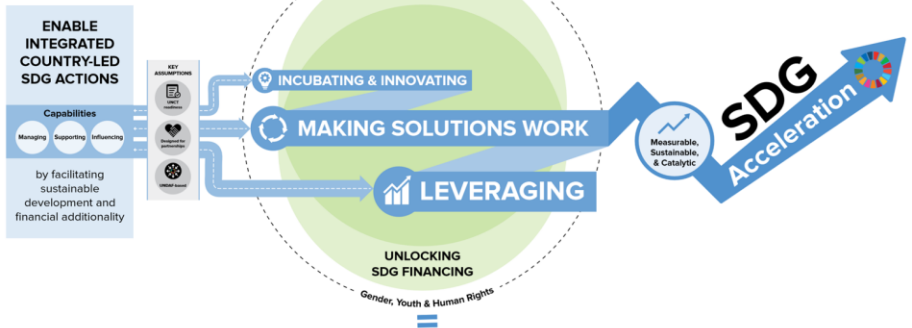 ENABLE
INTEGRATED
COUNTRY-LED
SDG ACTIONS
Capabilities
Managing
Supporting
Influencing
by facilitating
sustainable
development and
financial additionality
KEY
ASSUMPTIONS
UNCT
readiness
Designed for
partnerships
UNDAF-based
INCUBATING & INNOVATING
MAKING SOLUTIONS WORK
LEVERAGING
UNLOCKING
SDG FINANCING
Gender, Youth & Human Rights
=
Measurable,
Sustainable,
& Catalytic
SDG
Acceleration